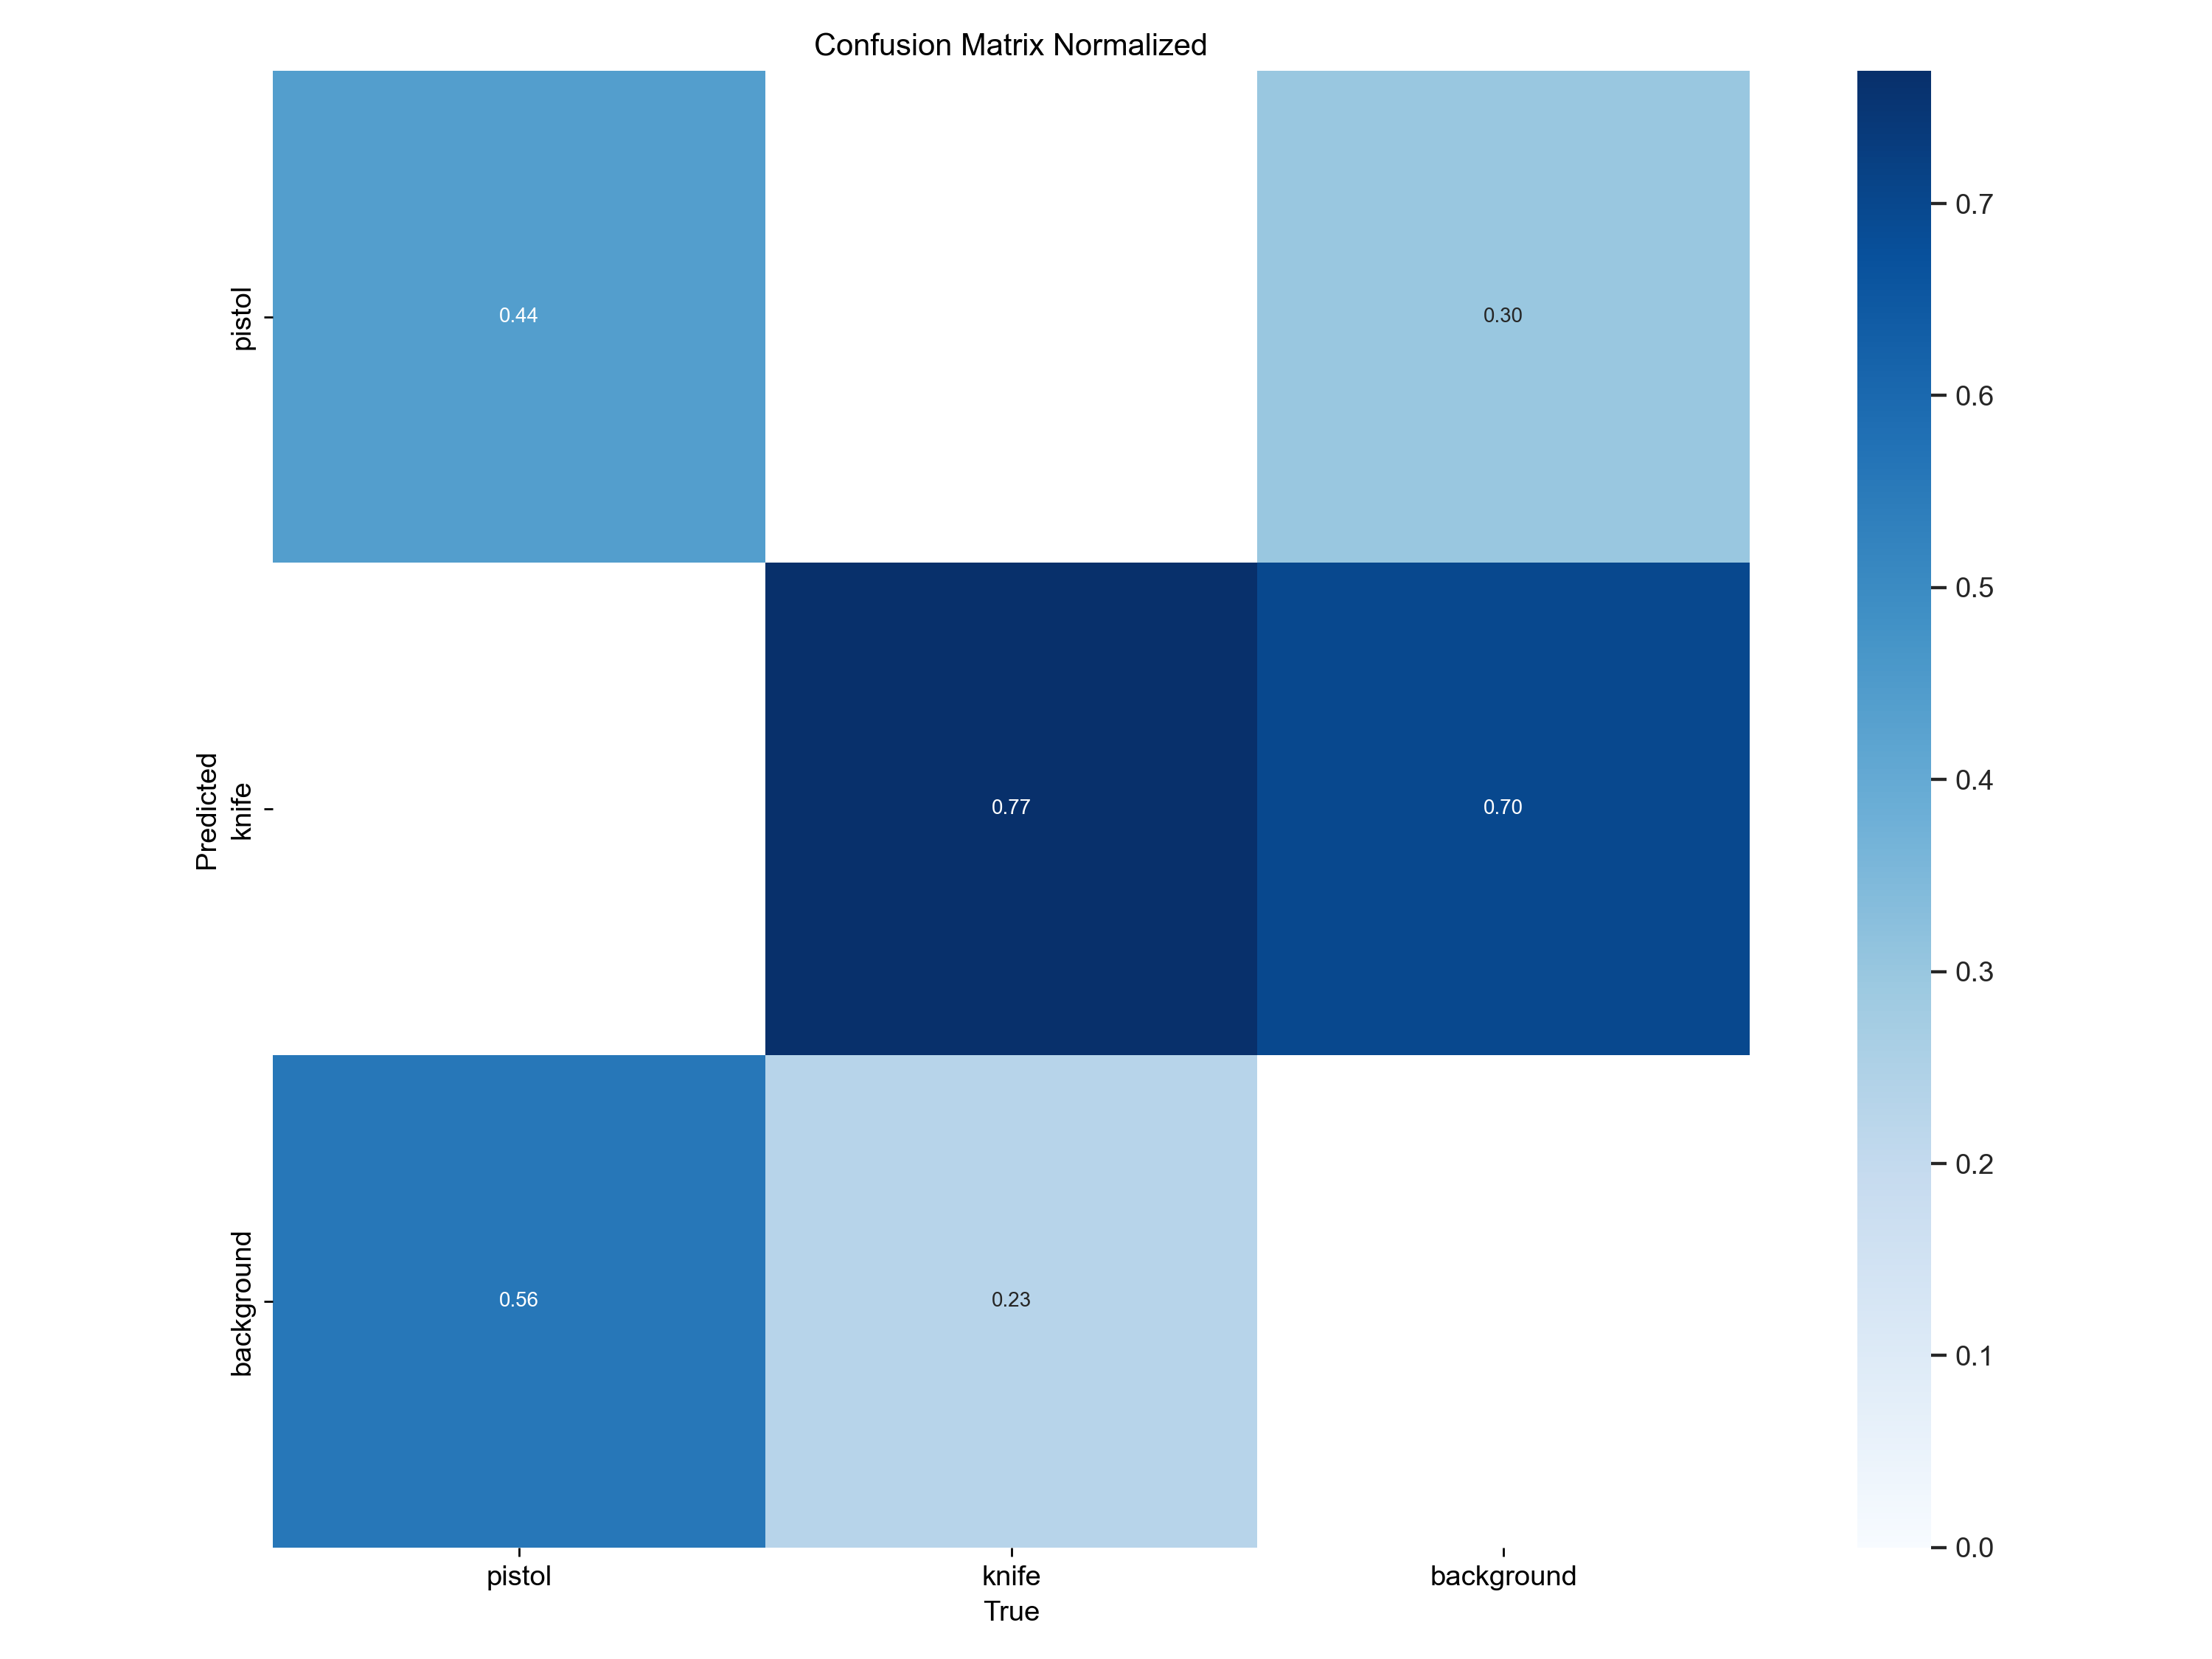 Confusion Matrix Normalized
pistol
knife
background
Predicted
0.44
0.30
0.77
0.70
0.56
0.23
pistol
knife
background
True
0.7
0.6
0.5
0.4
0.3
0.2
0.1
0.0